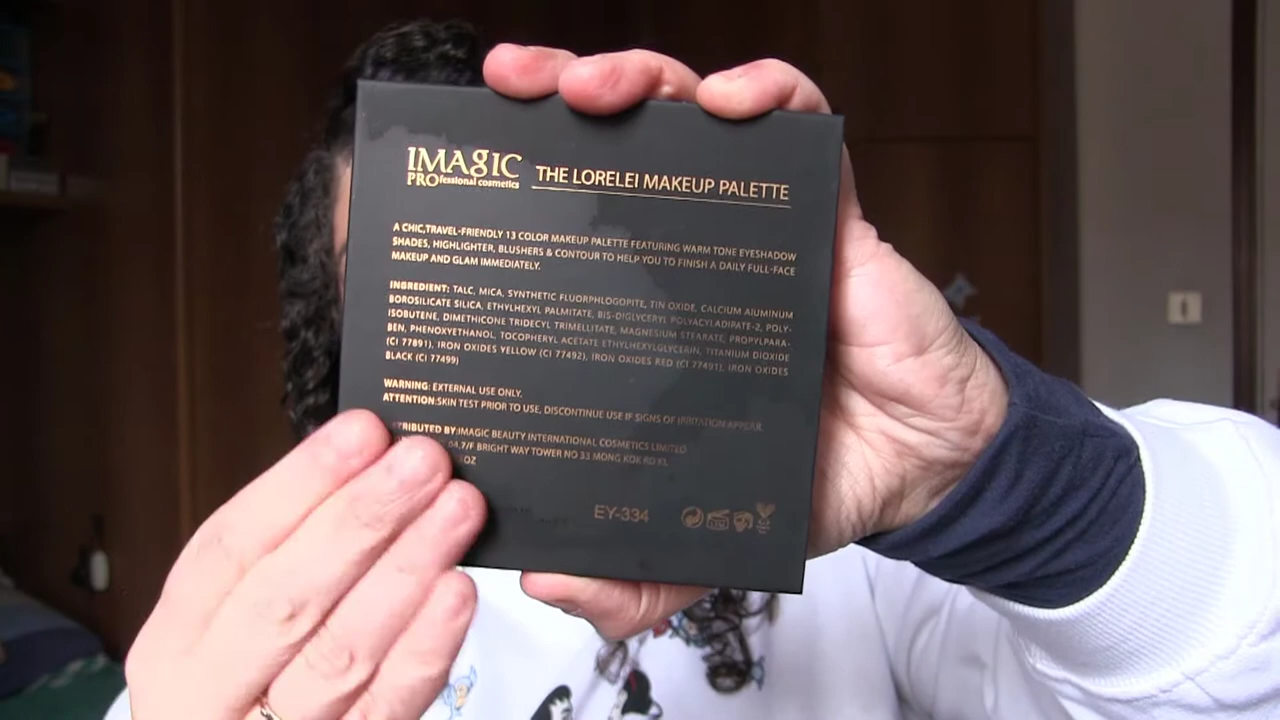 IMAGIC
PROfessional cosmetics
THE LORELEI MAKEUP PALETTE
A CHIC,TRAVEL-FRIENDLY 13 COLOR MAKEUP PALETTE FEATURING WARM TONE EYESHADOW
SHADES, HIGHLIGHTER, BLUSHERS & CONTOUR TO HELP YOU TO FINISH A DAILY FULL-FACE
MAKEUP AND GLAM IMMEDIATELY.
INGREDIENT: TALC, MICA, SYNTHETIC FLUORPHLOGOPITE, TIN OXIDE, CALCIUM AlUMINUM
BOROSILICATE SILICA, ETHYLHEXYL PALMITATE, BIS-DIGLYCERYL POLYACYLADIPATE-2, POLY-
ISOBUTENE, DIMETHICONE TRIDECYL TRIMELLITATE, MAGNESIUM STEARATE, PROPYLPARA-
BEN, PHENOXYETHANOL, TOCOPHERYL ACETATE ETHYLHEXYLGLYCERIN, TITANIUM DIOXIDE
(CI 77891), IRON OXIDES YELLOW (CI 77492), IRON OXIDES RED (CI 77491), IRON OXIDES
BLACK (CI 77499)
WARNING: EXTERNAL USE ONLY.
ATTENTION:SKIN TEST PRIOR TO USE, DISCONTINUE USE IF SIGNS OF IRRITATION APPEAR.
TRIBUTED BY:IMAGIC BEAUTY INTERNATIONAL COSMETICS LIMITED
04,7/F BRIGHT WAY TOWER NO 33 MONG KOK RD KL
OZ
EY-334